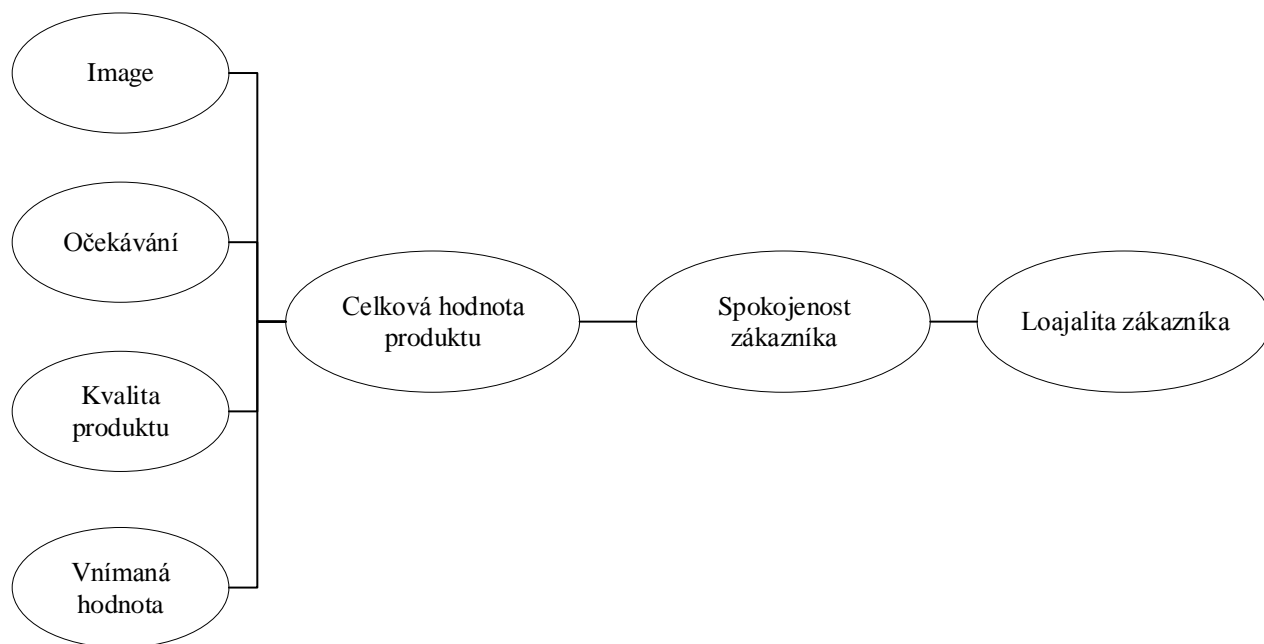 Image
Očekávání
Kvalita
produktu
Vnímaná
hodnota
Celková hodnota
produktu
Spokojenost
zákazníka
Loajalita zákazníka